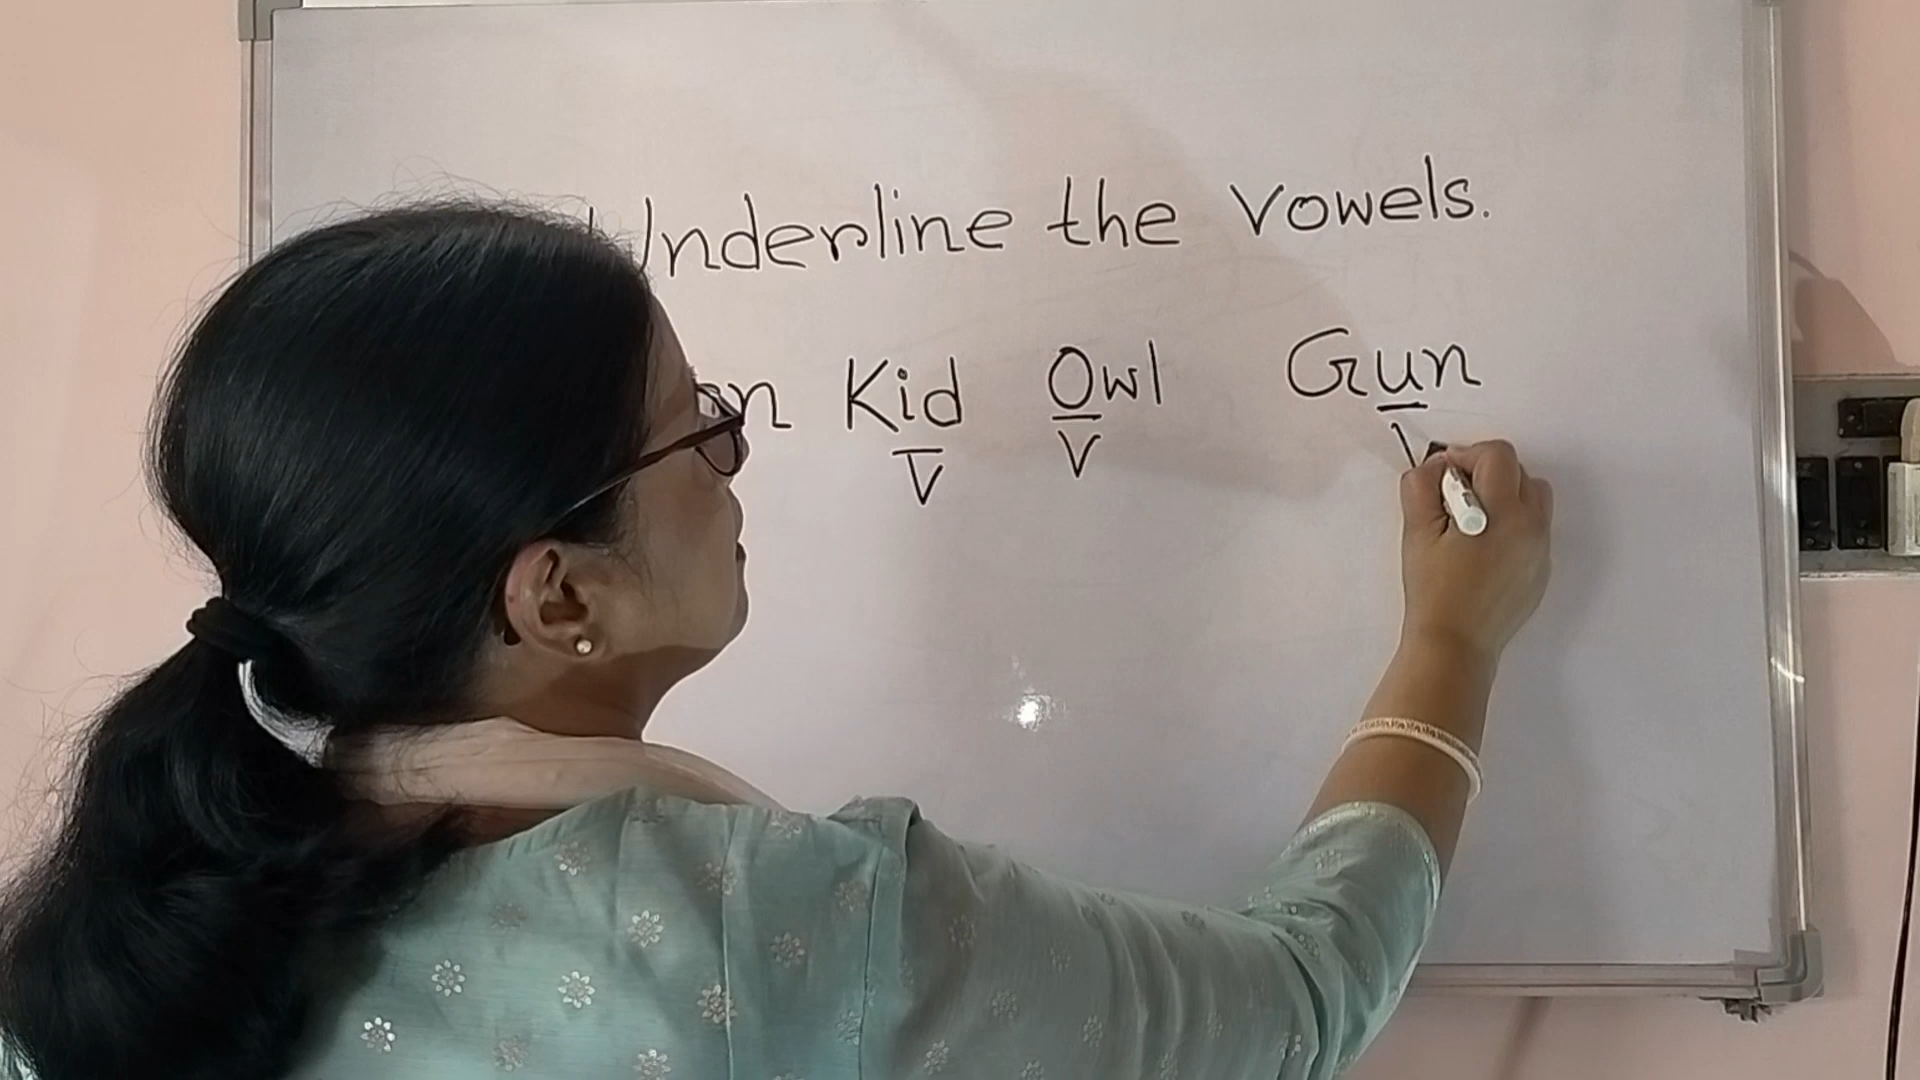 Underline the vowels.
Kid Owl Gun
V V V